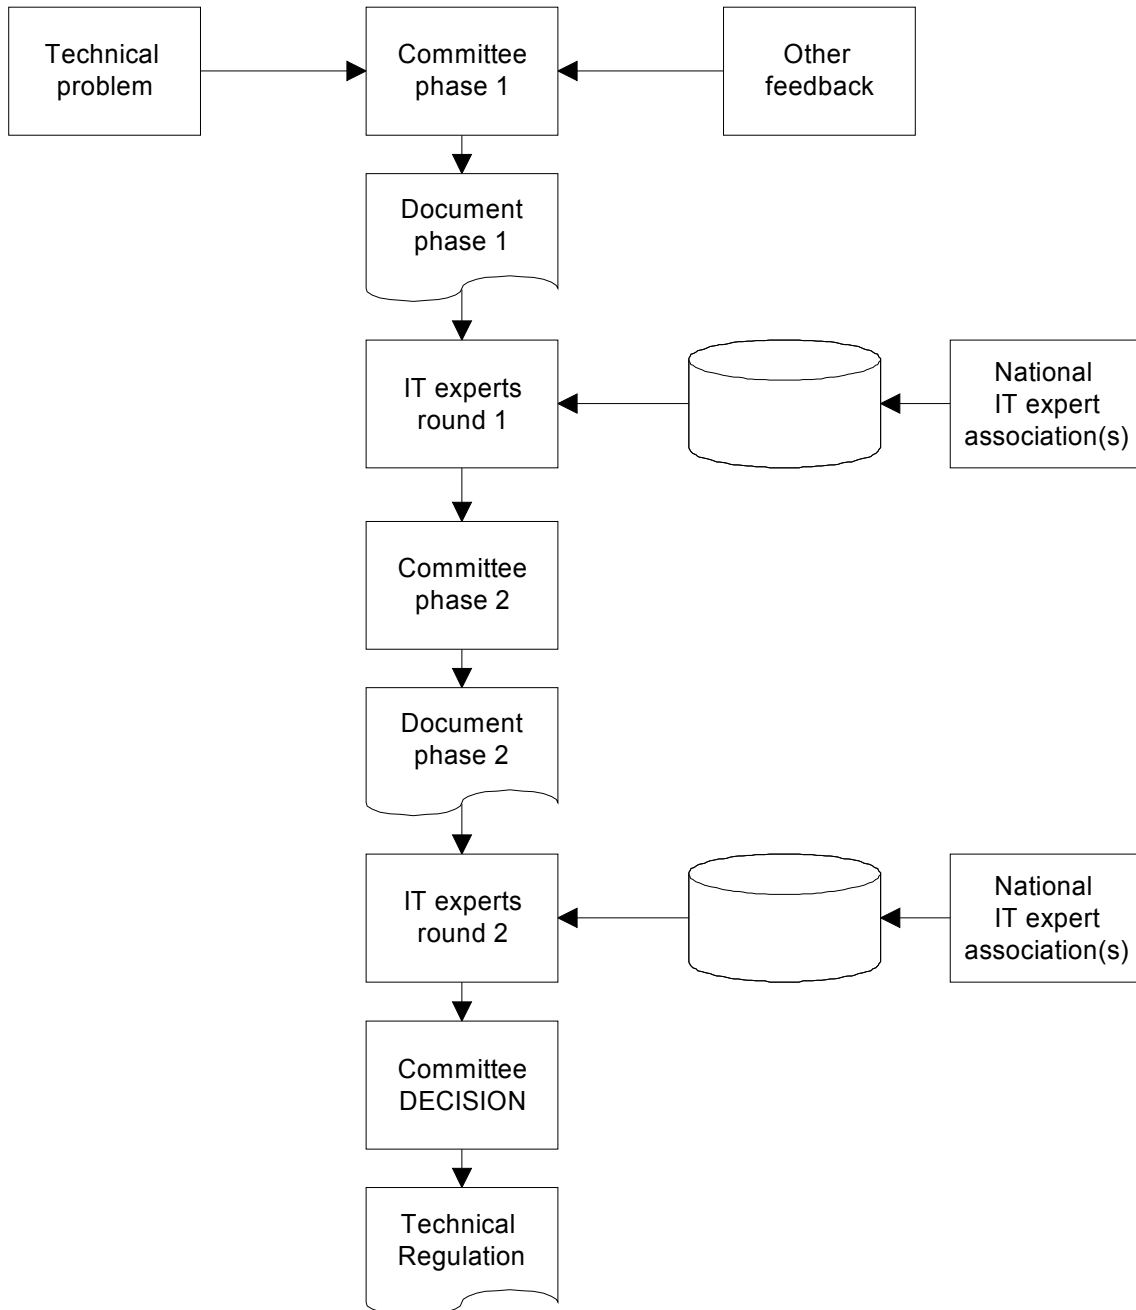 Technical
problem
Committee
phase 1
Other
feedback
Document
phase 1
IT experts
round 1
National
IT expert
association(s)
Committee
phase 2
Document
phase 2
IT experts
round 2
National
IT expert
association(s)
Committee
DECISION
Technical
Regulation